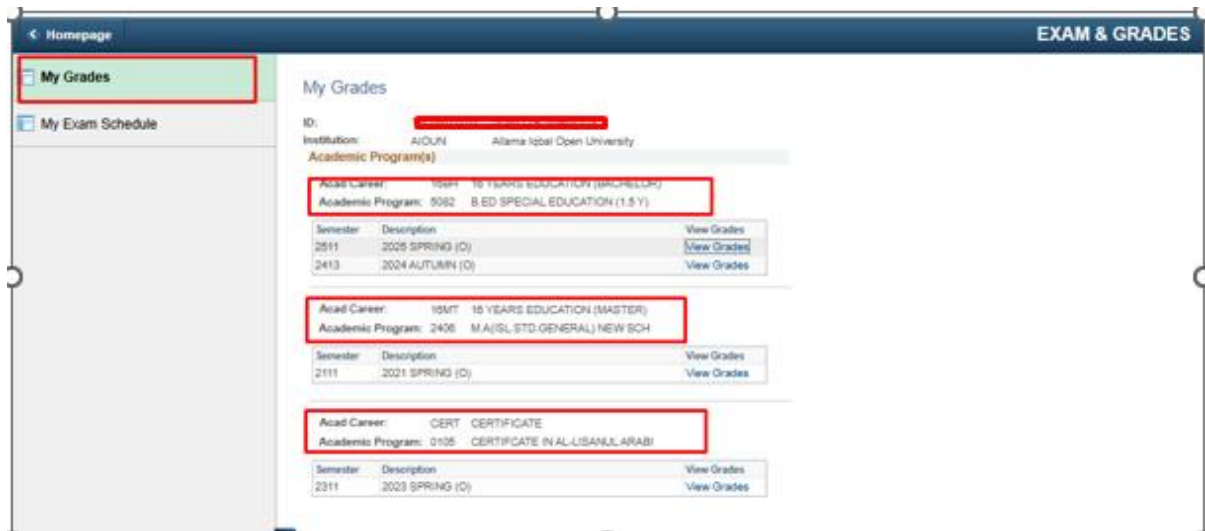 Homepage
EXAM & GRADES
My Grades
My Exam Schedule
My Grades
ID:
Institution: AIOUN Allama Iqbal Open University
Academic Program(s)
Acad Career: 16 YEARS EDUCATION (BACHELOR)
Academic Program: 5082 B.ED SPECIAL EDUCATION (1.5 Y)
Semester Description View Grades
2511 2025 SPRING (O) View Grades
2413 2024 AUTUMN (O) View Grades
Acad Career: 16MT 16 YEARS EDUCATION (MASTER)
Academic Program: 2406 M.A(ISL.STD.GENERAL) NEW SCH
Semester Description View Grades
2111 2021 SPRING (O) View Grades
Acad Career: CERT CERTIFICATE
Academic Program: 0105 CERTIFCATE IN AL-LISANUL ARABI
Semester Description View Grades
2311 2023 SPRING (O) View Grades